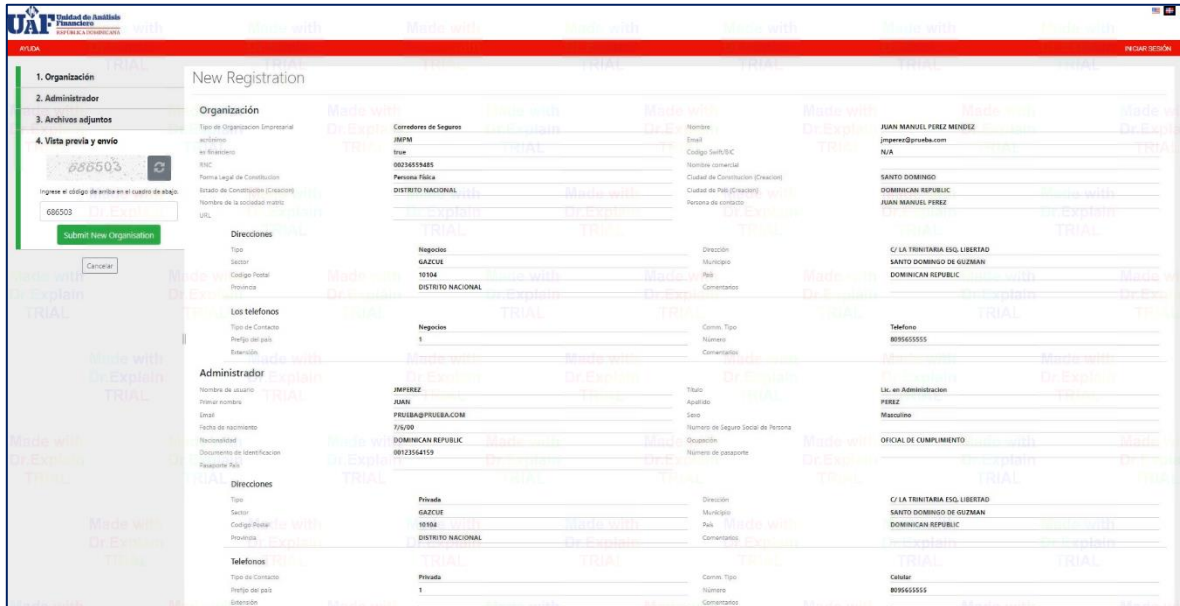 Unidad de Análisis
UAF Financiero
REPÚBLICA DOMINICANA
AYUDA INICIAR SESIÓN
1. Organización
2. Administrador
3. Archivos adjuntos
4. Vista previa y envío
686503
Ingrese el código de arriba en el cuadro de abajo.
686503
Submit New Organisation
Cancelar
New Registration
Organización
Tipo de Organizacion Empresarial Corredores de Seguros Nombre JUAN MANUEL PEREZ MENDEZ
acrónimo JMPM Email jmperez@prueba.com
es financiero true Codigo Swift/BIC N/A
RNC 00236559485 Nombre comercial
Forma Legal de Constitución Persona Física Ciudad de Constitución (Creacion) SANTO DOMINGO
Estado de Constitución (Creacion) DISTRITO NACIONAL Ciudad de País (Creacion) DOMINICAN REPUBLIC
Nombre de la sociedad matriz Persona de contacto JUAN MANUEL PEREZ
URL
Direcciones
Tipo Negocios Dirección C/ LA TRINITARIA ESQ. LIBERTAD
Sector GAZCUE Municipio SANTO DOMINGO DE GUZMAN
Codigo Postal 10104 País DOMINICAN REPUBLIC
Provincia DISTRITO NACIONAL Comentarios
Los telefonos
Tipo de Contacto Negocios Comm. Tipo Telefono
Prefijo del país 1 Número 8095655555
Extensión Comentarios
Administrador
Nombre de usuario JMPEREZ Título Lic. en Administracion
Primer nombre JUAN Apellido PEREZ
Email PRUEBA@PRUEBA.COM Sexo Masculino
Fecha de nacimiento 7/6/00 Numero de Seguro Social de Persona
Nacionalidad DOMINICAN REPUBLIC Ocupación OFICIAL DE CUMPLIMIENTO
Documento de Identificación 00123564159 Número de pasaporte
Pasaporte País
Direcciones
Tipo Privada Dirección C/ LA TRINITARIA ESQ. LIBERTAD
Sector GAZCUE Municipio SANTO DOMINGO DE GUZMAN
Codigo Postal 10104 País DOMINICAN REPUBLIC
Provincia DISTRITO NACIONAL Comentarios
Telefonos
Tipo de Contacto Privada Comm. Tipo Celular
Prefijo del país 1 Número 8095655555
Extensión Comentarios
Made with
Dr.Explain
TRIAL